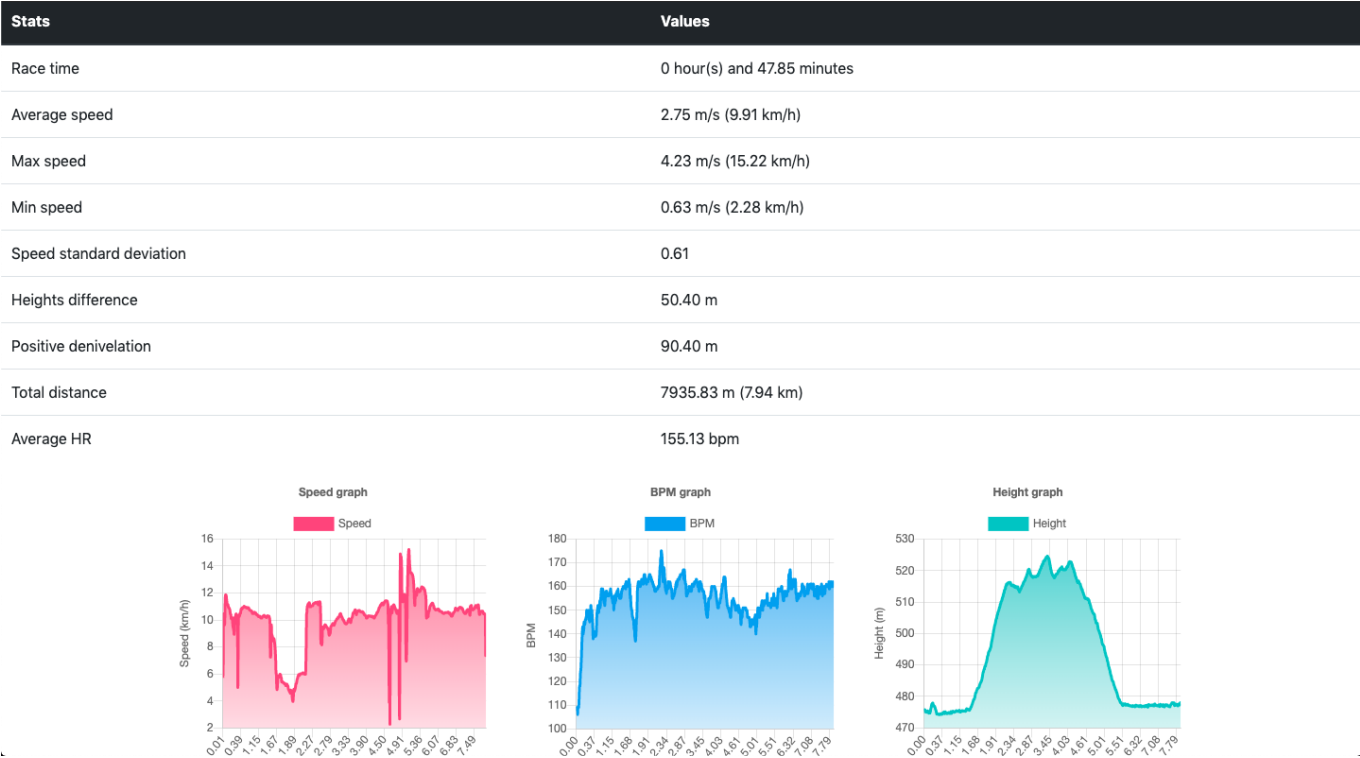 Stats Values
Race time 0 hour(s) and 47.85 minutes
Average speed 2.75 m/s (9.91 km/h)
Max speed 4.23 m/s (15.22 km/h)
Min speed 0.63 m/s (2.28 km/h)
Speed standard deviation 0.61
Heights difference 50.40 m
Positive denivelation 90.40 m
Total distance 7935.83 m (7.94 km)
Average HR 155.13 bpm
Speed graph
Speed
Speed (km/h)
16
14
12
10
8
6
4
2
0.01 0.39 1.15 1.67 1.89 2.27 2.79 3.33 3.90 4.50 4.91 5.36 6.07 6.83 7.49
BPM graph
BPM
BPM
180
170
160
150
140
130
120
110
100
0.00 0.37 1.15 1.68 1.91 2.34 2.87 3.45 4.03 4.61 5.01 5.51 6.32 7.08 7.79
Height graph
Height
Height (m)
530
520
510
500
490
480
470
0.00 0.37 1.15 1.68 1.91 2.34 2.87 3.45 4.03 4.61 5.01 5.51 6.32 7.08 7.79